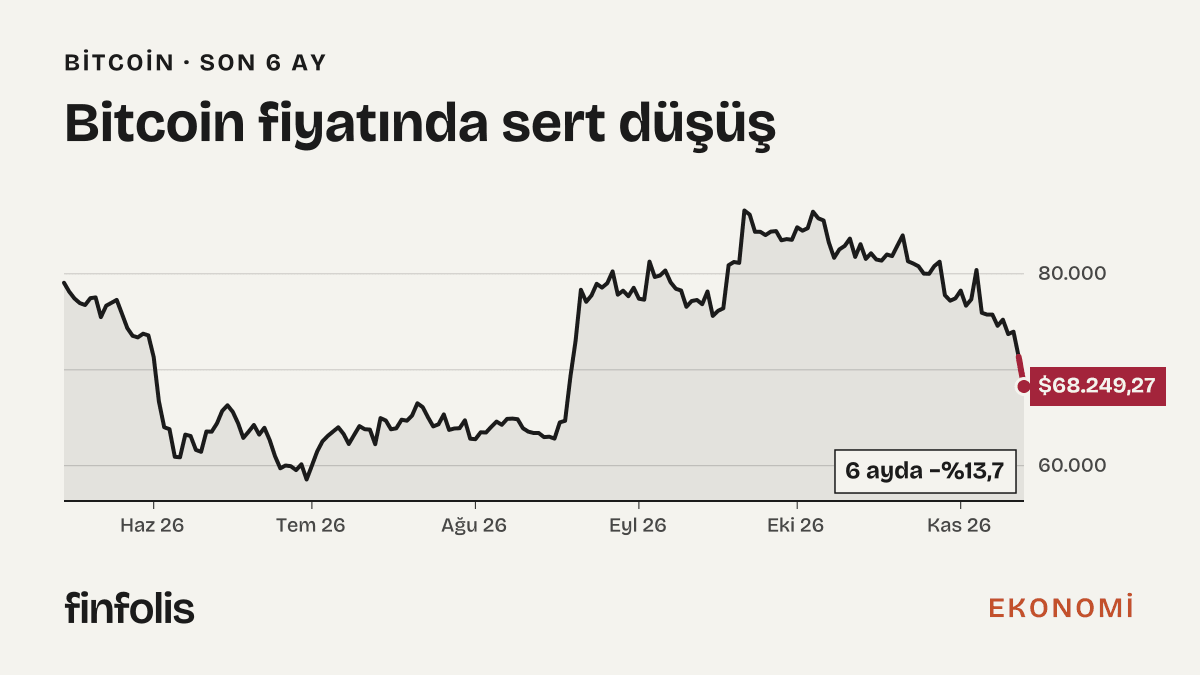 BİTCOİN · SON 6 AY
Bitcoin fiyatında sert düşüş
80.000
$68.249,27
60.000
6 ayda −%13,7
Haz 26 Tem 26 Ağu 26 Eyl 26 Eki 26 Kas 26
finfolis EKONOMİ